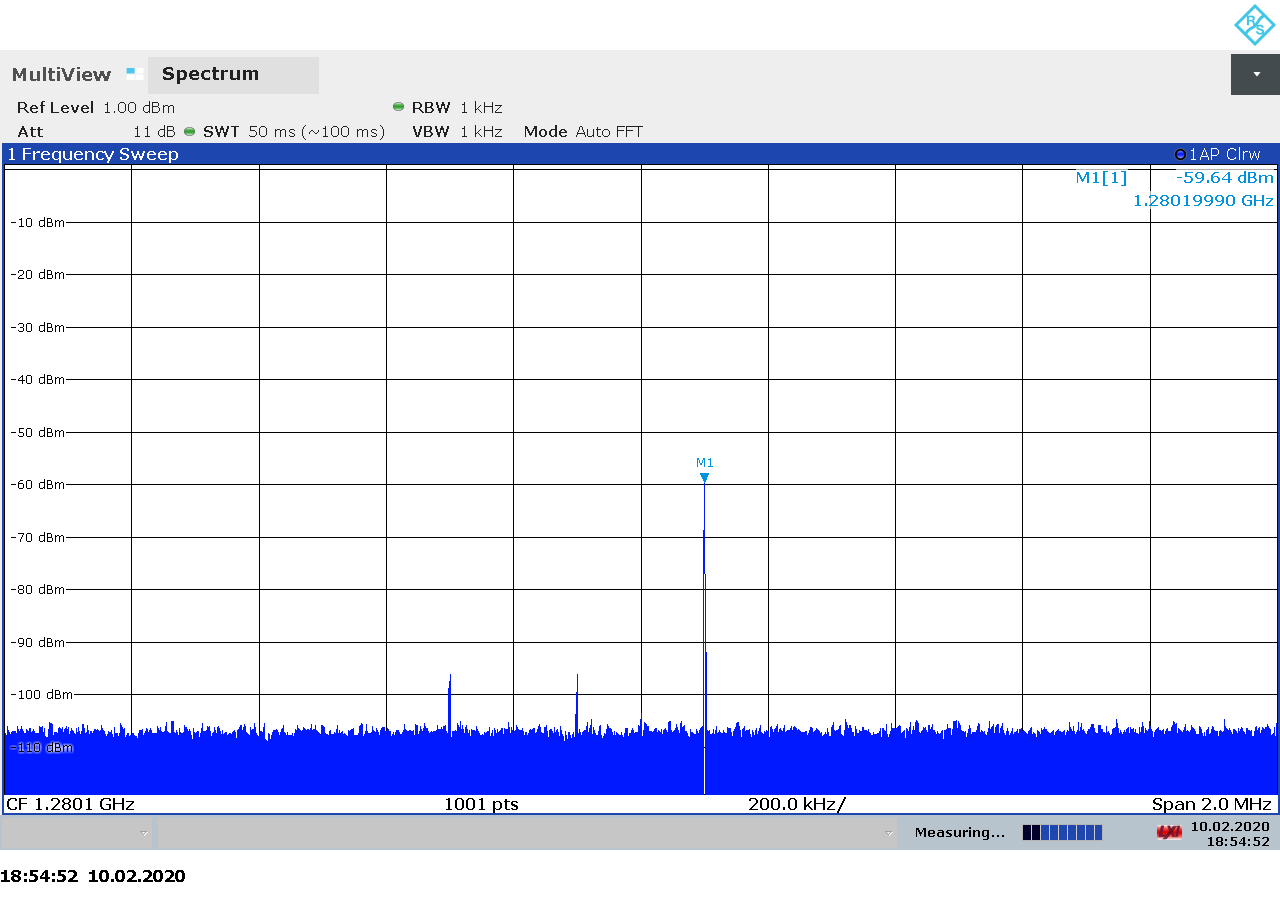 RS
MultiView Spectrum
Ref Level 1.00 dBm RBW 1 kHz
Att 11 dB SWT 50 ms (~100 ms) VBW 1 kHz Mode Auto FFT
1 Frequency Sweep 1AP Clrw
M1[1] -59.64 dBm
1.28019990 GHz
-10 dBm
-20 dBm
-30 dBm
-40 dBm
-50 dBm
M1
-60 dBm
-70 dBm
-80 dBm
-90 dBm
-100 dBm
-110 dBm
CF 1.2801 GHz 1001 pts 200.0 kHz/ Span 2.0 MHz
Measuring... LXI 10.02.2020
18:54:52
18:54:52 10.02.2020